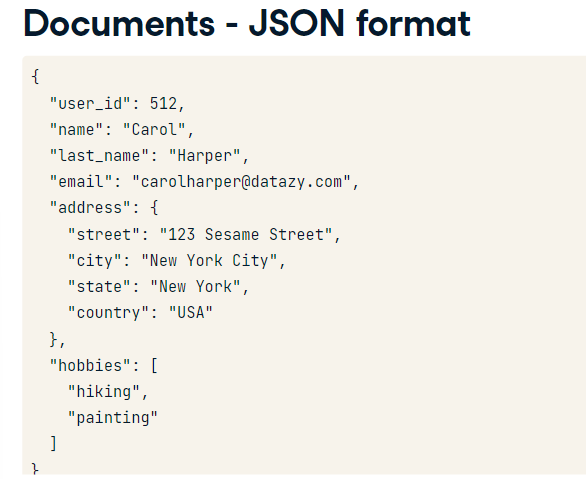 Documents - JSON format
{
  "user_id": 512,
  "name": "Carol",
  "last_name": "Harper",
  "email": "carolharper@datazy.com",
  "address": {
    "street": "123 Sesame Street",
    "city": "New York City",
    "state": "New York",
    "country": "USA"
  },
  "hobbies": [
    "hiking",
    "painting"
  ]
}